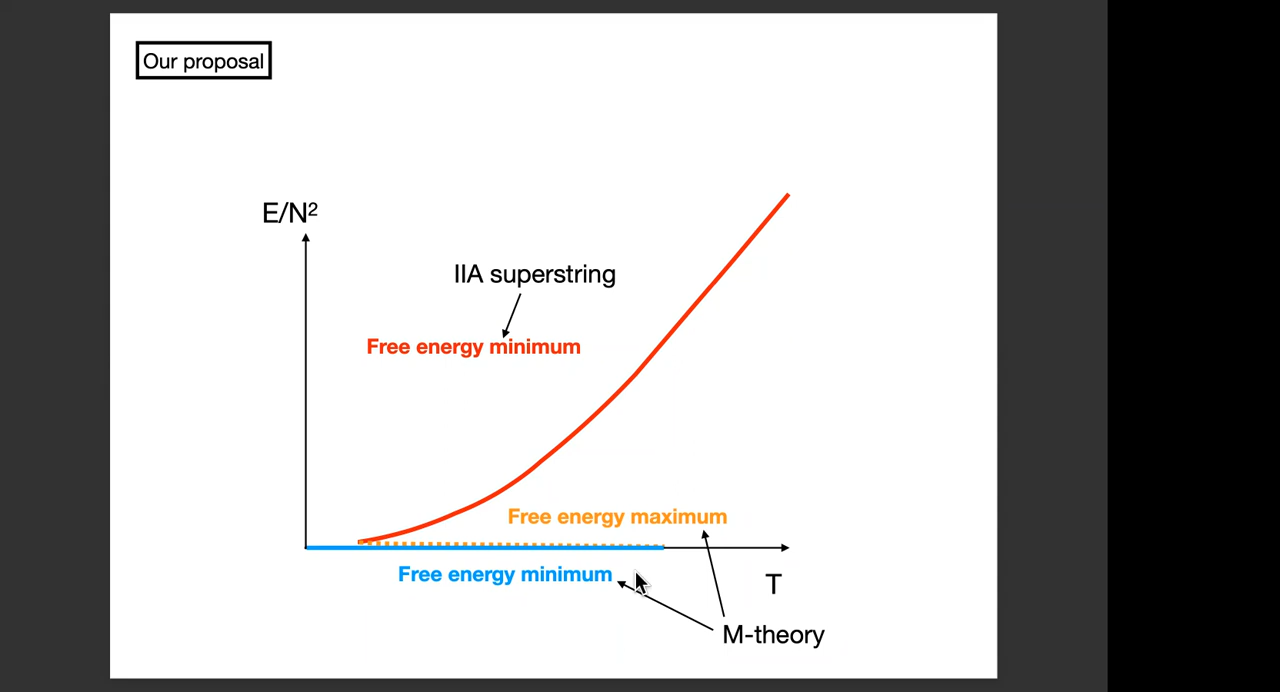 Our proposal
E/N²
IIA superstring
Free energy minimum
Free energy maximum
Free energy minimum
T
M-theory